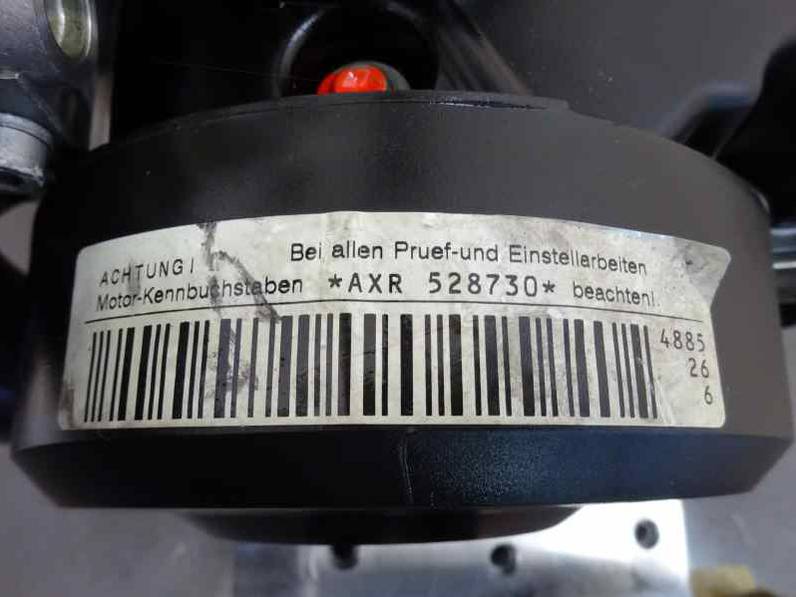 ACHTUNG! Bei allen Pruef-und Einstellarbeiten
Motor-Kennbuchstaben *AXR 528730* beachten!.
4885
26
6